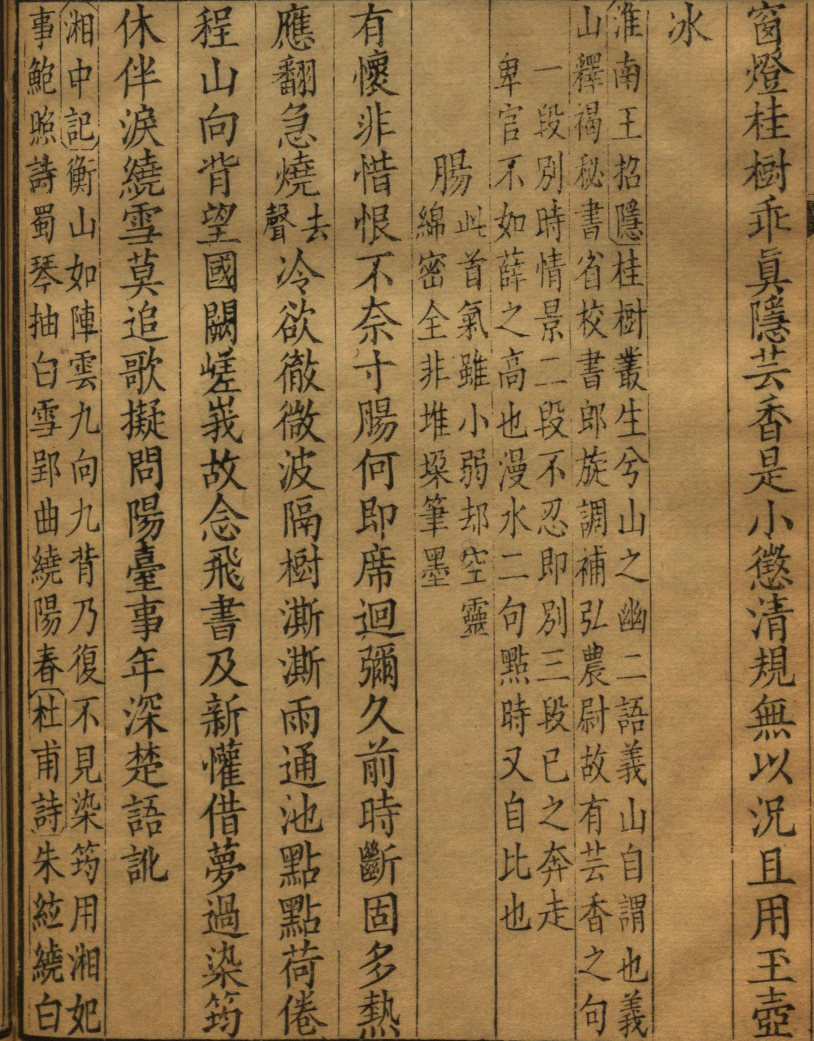 窗燈桂樹乖眞隱芸香是小懲清規無以況且用玉壺
冰
淮南王招隱桂樹叢生兮山之幽二語義山自謂也義
山釋褐秘書省校書郎旋調補弘農尉故有芸香之句
一段別時情景二段不忍即別三段已之奔走
卑官不如薛之高也漫水二句點時又自比也
腸
此首氣雖小弱却空靈
綿密全非堆垜筆墨
有懷非惜恨不奈寸腸何即席迴彌久前時斷固多熱
應翻急燒去聲冷欲徹微波隔樹澌澌雨通池點點荷倦
程山向背望國闕嵯峩故念飛書及新懽借夢過染筠
休伴淚繞雪莫追歌擬問陽臺事年深楚語訛
湘中記衡山如陣雲九向九背乃復不見染筠用湘妃
事鮑照詩蜀琴抽白雪郢曲繞陽春杜甫詩朱絃繞白